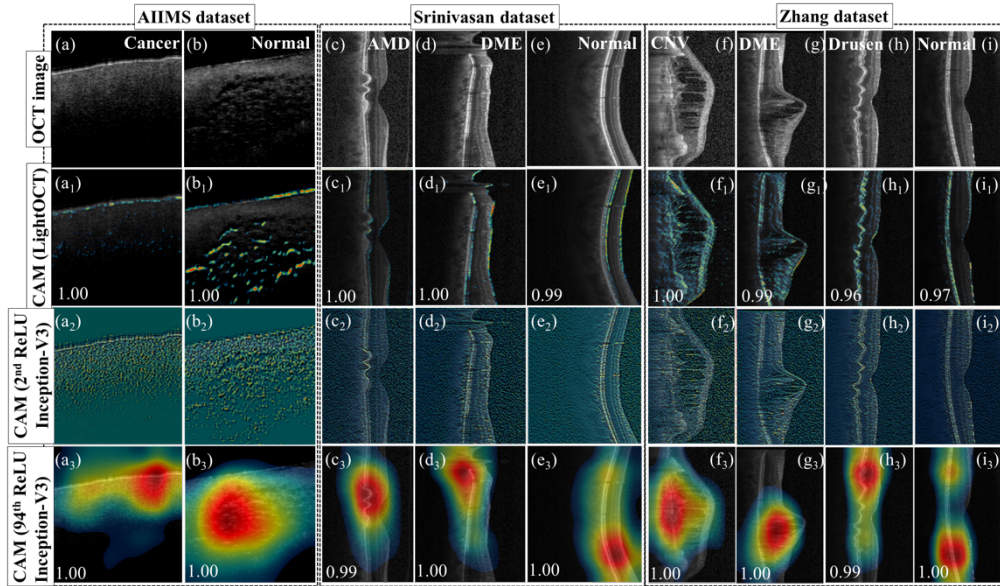 AIIMS dataset
Srinivasan dataset
Zhang dataset
OCT image
(a) Cancer
(b) Normal
(c) AMD
(d) DME
(e) Normal
CNV (f)
DME (g)
Drusen (h)
Normal (i)
CAM (LightOCT)
(a1) 1.00
(b1) 1.00
(c1) 1.00
(d1) 1.00
(e1) 0.99
(f1) 1.00
(g1) 0.99
(h1) 0.96
(i1) 0.97
CAM (2nd ReLU
Inception-V3)
(a2)
(b2)
(c2)
(d2)
(e2)
(f2)
(g2)
(h2)
(i2)
CAM (94th ReLU
Inception-V3)
(a3) 1.00
(b3) 1.00
(c3) 0.99
(d3) 1.00
(e3) 1.00
(f3) 1.00
(g3) 1.00
(h3) 1.00
(i3) 1.00